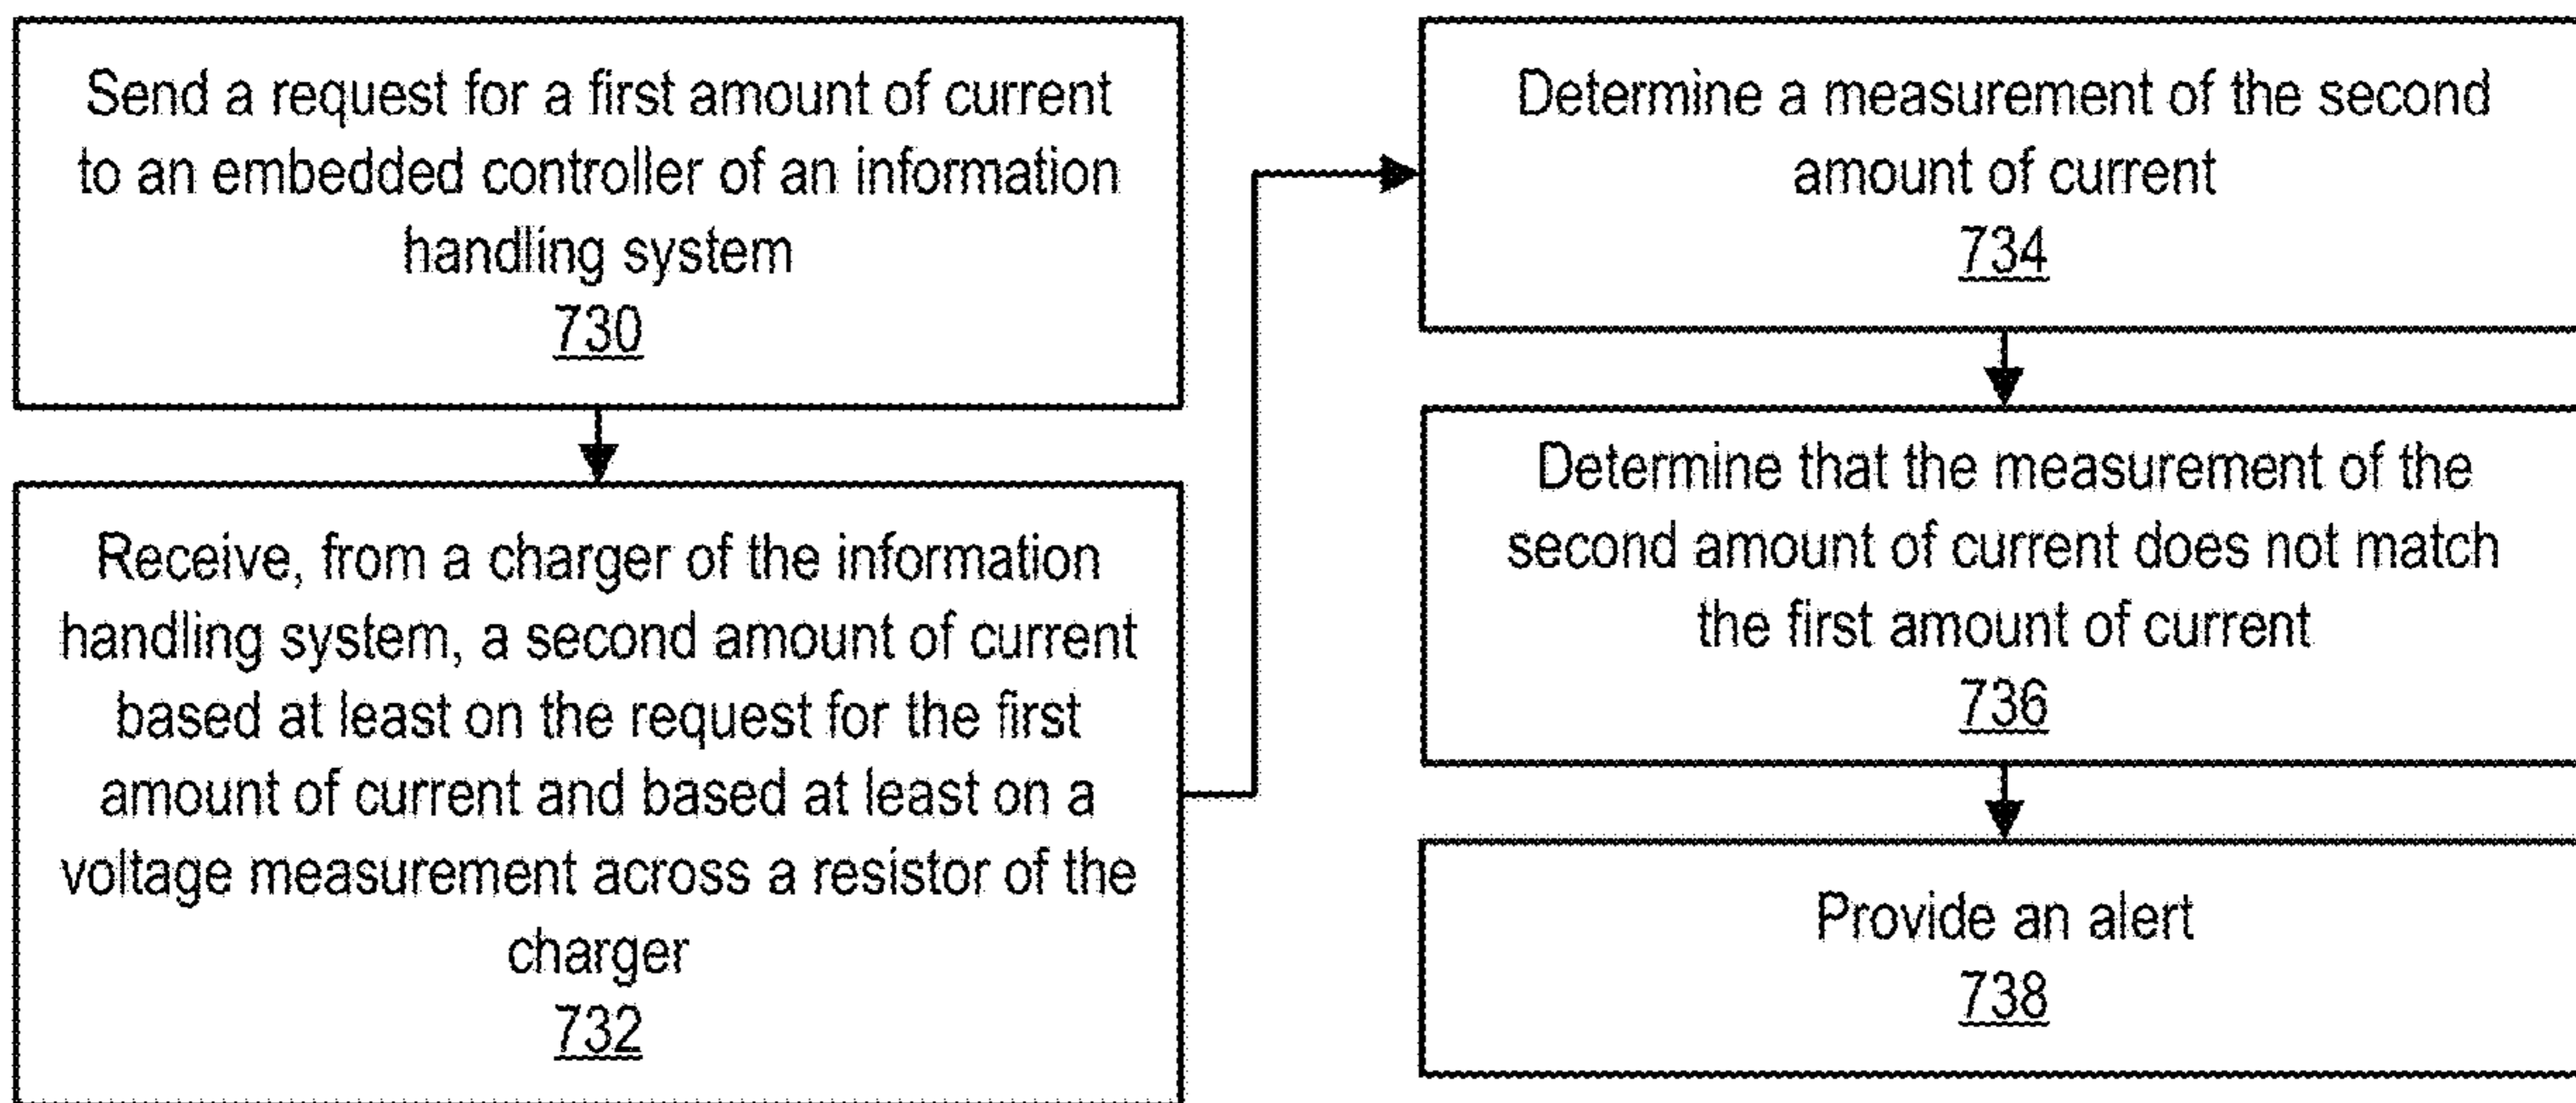 Send a request for a first amount of current
to an embedded controller of an information
handling system
730
Receive, from a charger of the information
handling system, a second amount of current
based at least on the request for the first
amount of current and based at least on a
voltage measurement across a resistor of the
charger
732
Determine a measurement of the second
amount of current
734
Determine that the measurement of the
second amount of current does not match
the first amount of current
736
Provide an alert
738